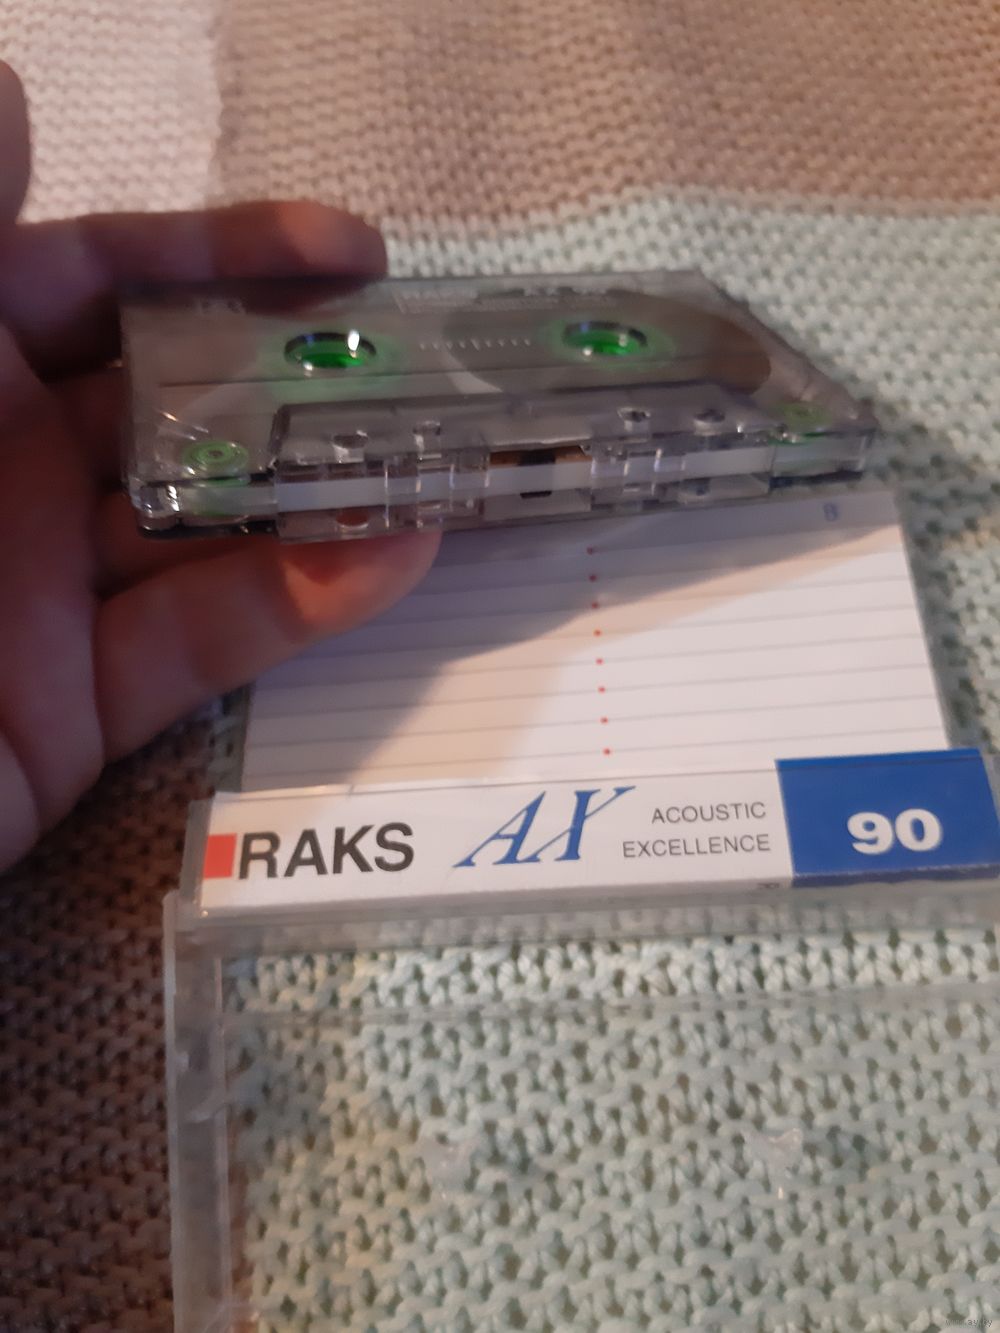 B
RAKS
AX
ACOUSTIC
EXCELLENCE
90